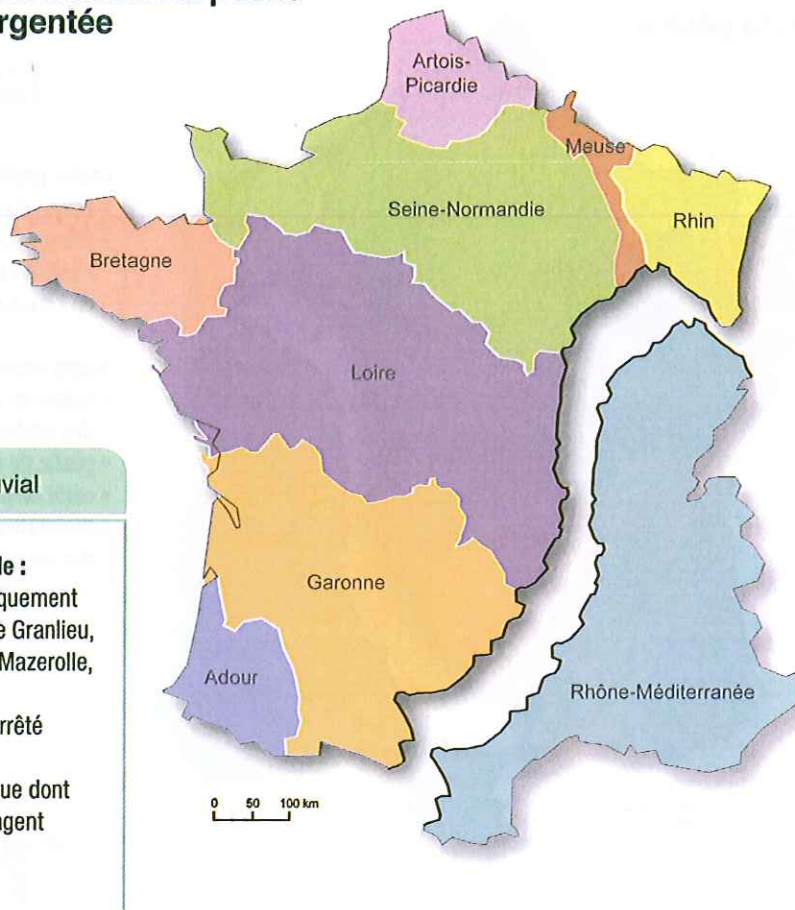 rgentée
Artois-
Picardie
Meuse
Seine-Normandie
Rhin
Bretagne
Loire
vial
le :
quement
e Granlieu,
Mazerolle,
Garonne
Adour
Rhône-Méditerranée
rrêté
ue dont
gent
0 50 100 km